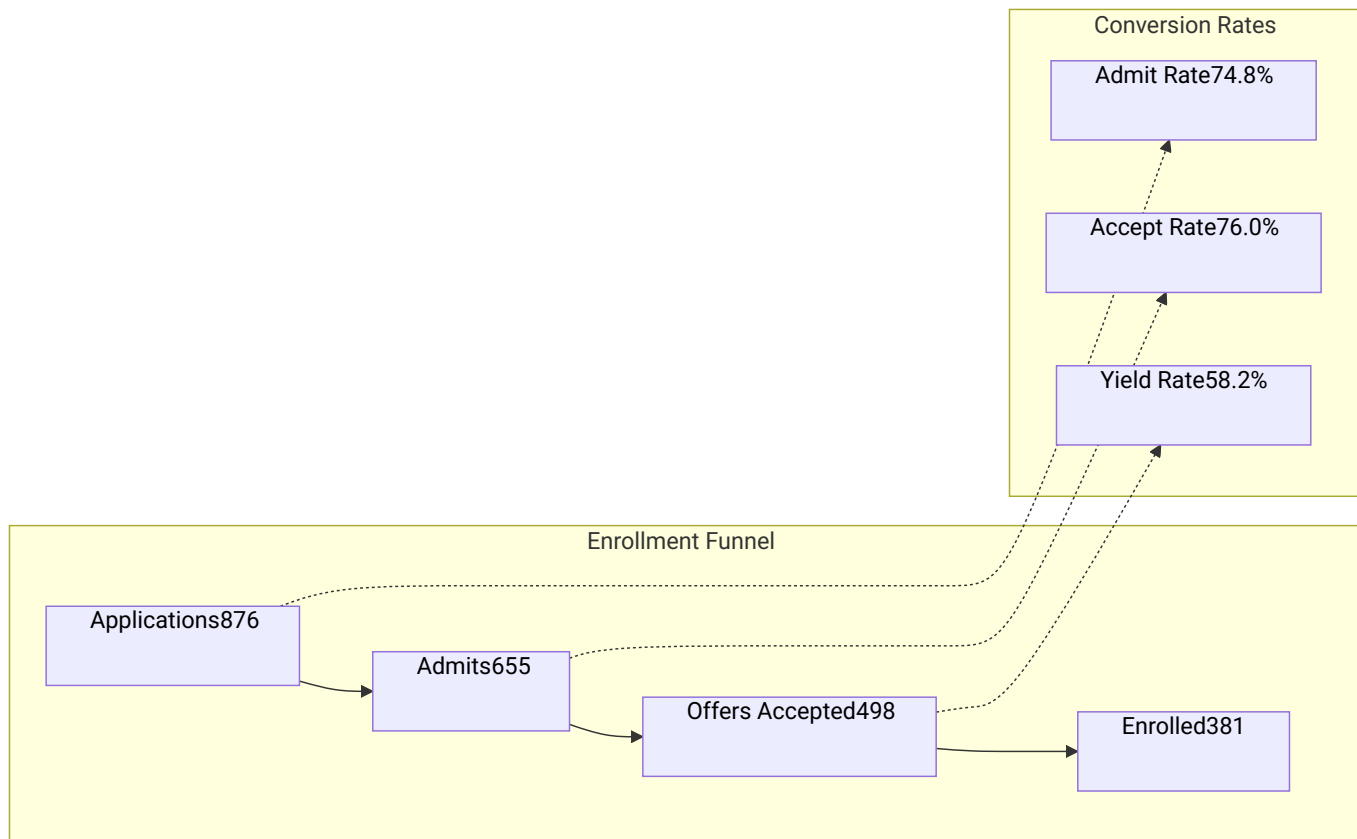 Conversion Rates
Admit Rate74.8%
Accept Rate76.0%
Yield Rate58.2%
Enrollment Funnel
Applications876
Admits655
Offers Accepted498
Enrolled381